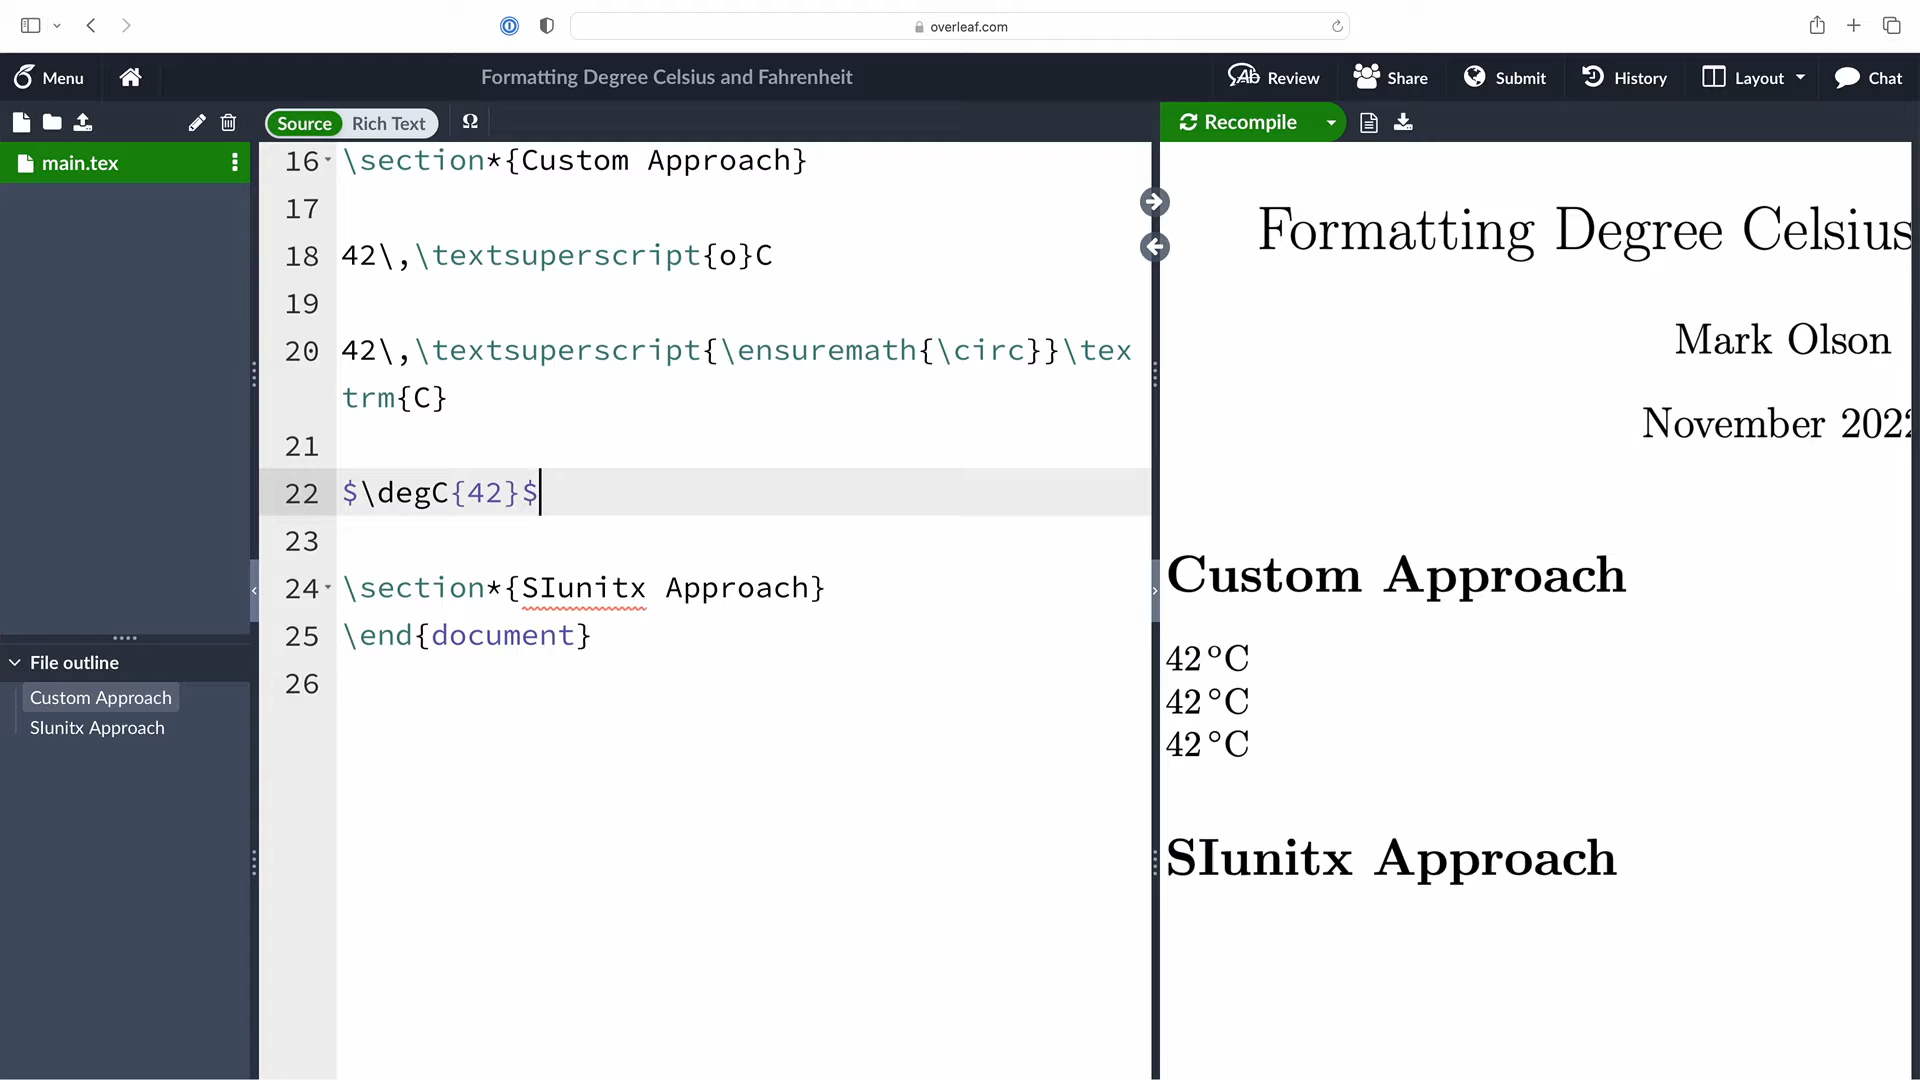 overleaf.com
Menu
Formatting Degree Celsius and Fahrenheit
Review
Share
Submit
History
Layout
Chat
Source
Rich Text
Ω
Recompile
main.tex
File outline
Custom Approach
SIunitx Approach
16 \section*{Custom Approach}
17
18 42\,\textsuperscript{o}C
19
20 42\,\textsuperscript{\ensuremath{\circ}}\tex
trm{C}
21
22 $\degC{42}$
23
24 \section*{SIunitx Approach}
25 \end{document}
26
Formatting Degree Celsius
Mark Olson
November 2022
Custom Approach
42 °C
42 °C
42 °C
SIunitx Approach